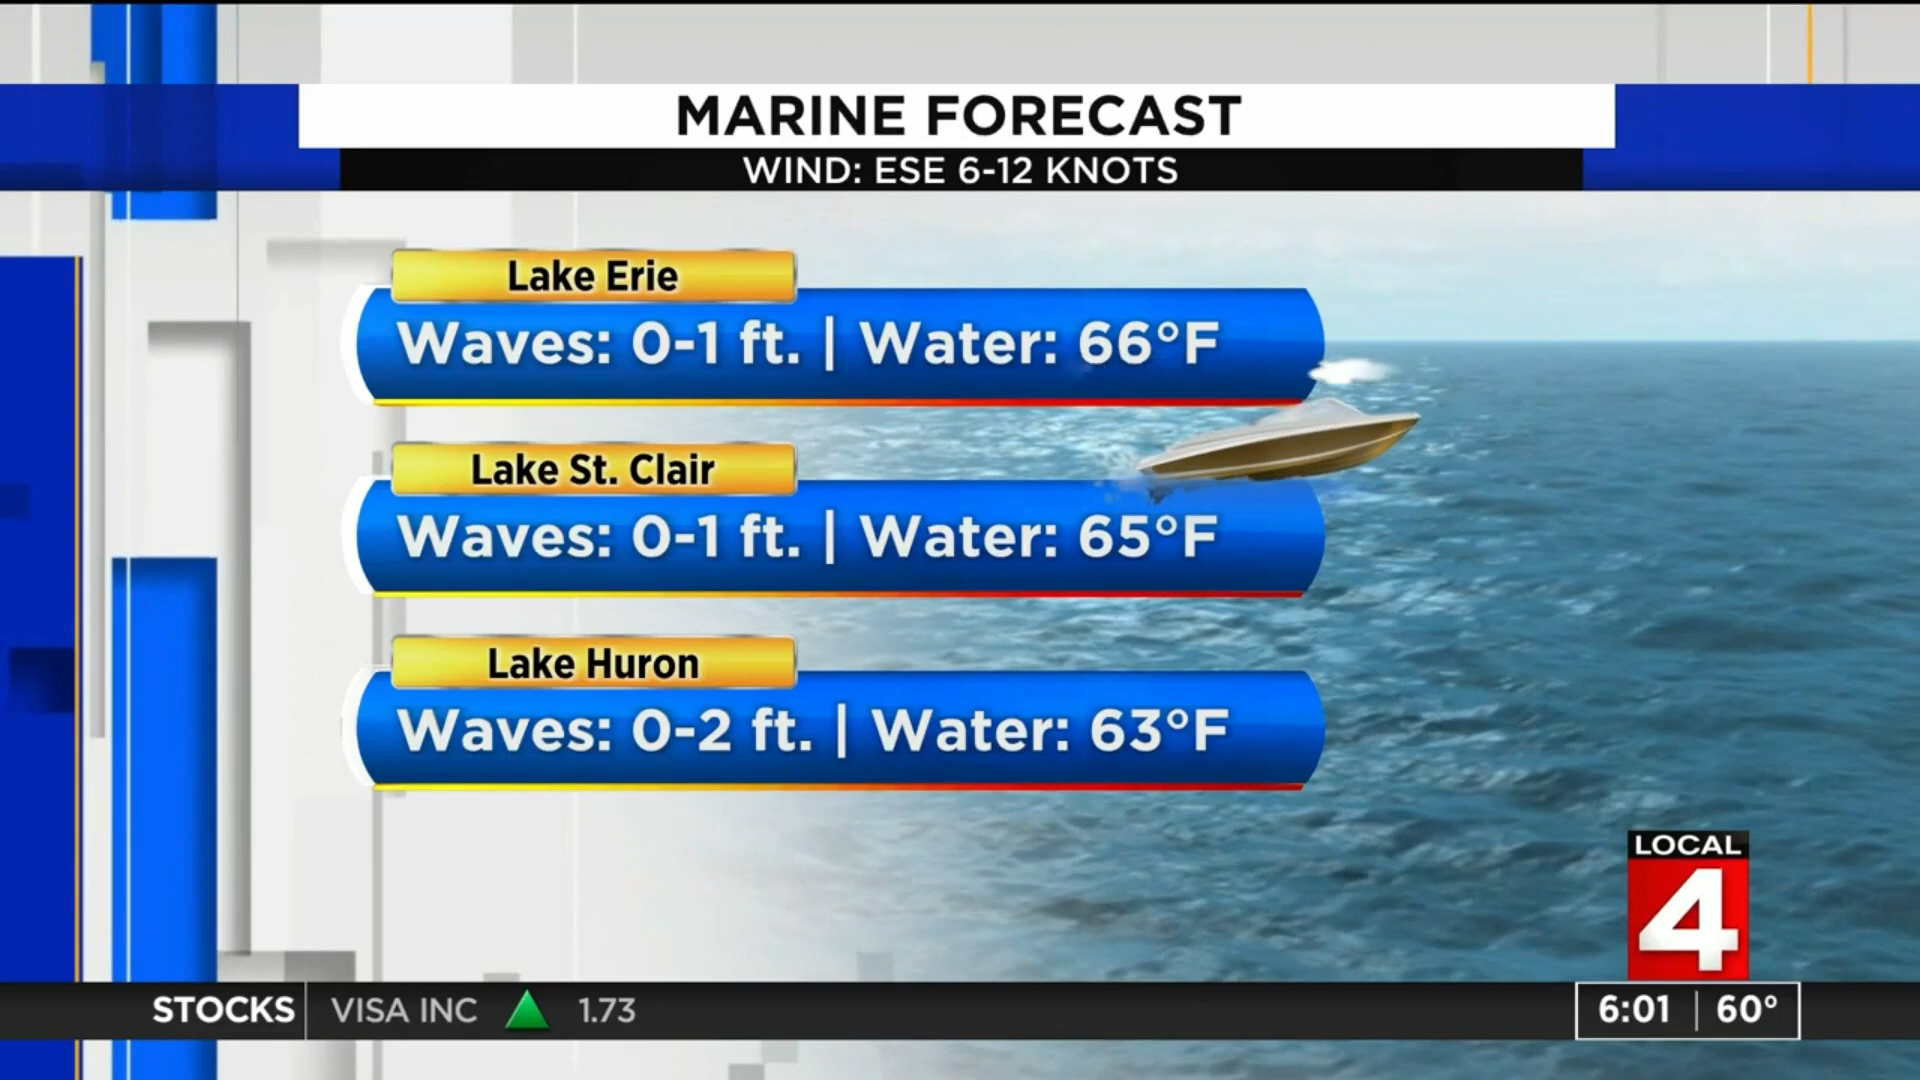 MARINE FORECAST
WIND: ESE 6-12 KNOTS
Lake Erie
Waves: 0-1 ft. | Water: 66°F
Lake St. Clair
Waves: 0-1 ft. | Water: 65°F
Lake Huron
Waves: 0-2 ft. | Water: 63°F
LOCAL
4
STOCKS | VISA INC ▲ 1.73
6:01 | 60°